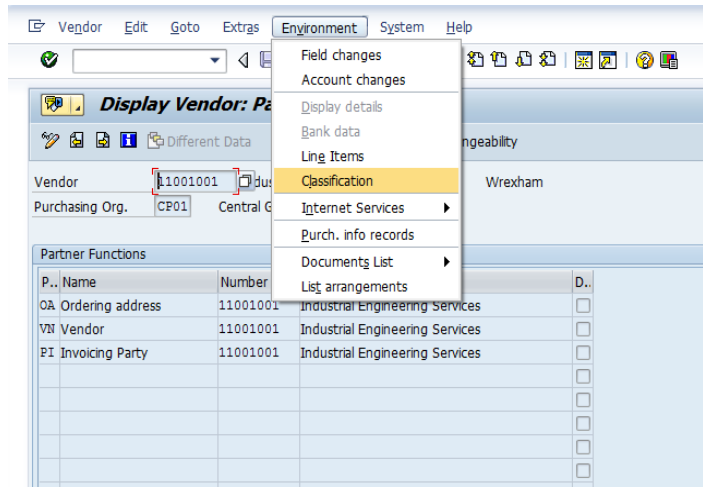 Vendor Edit Goto Extras Environment System Help
Field changes
Account changes
Display Vendor: Pa
Display details
Different Data
Bank data
ngeability
Line Items
Vendor 11001001 dus Classification Wrexham
Purchasing Org. CP01 Central G Internet Services
Purch. info records
Partner Functions
Documents List
P.. Name Number D..
List arrangements
OA Ordering address 11001001 Industrial Engineering Services
VN Vendor 11001001 Industrial Engineering Services
PI Invoicing Party 11001001 Industrial Engineering Services